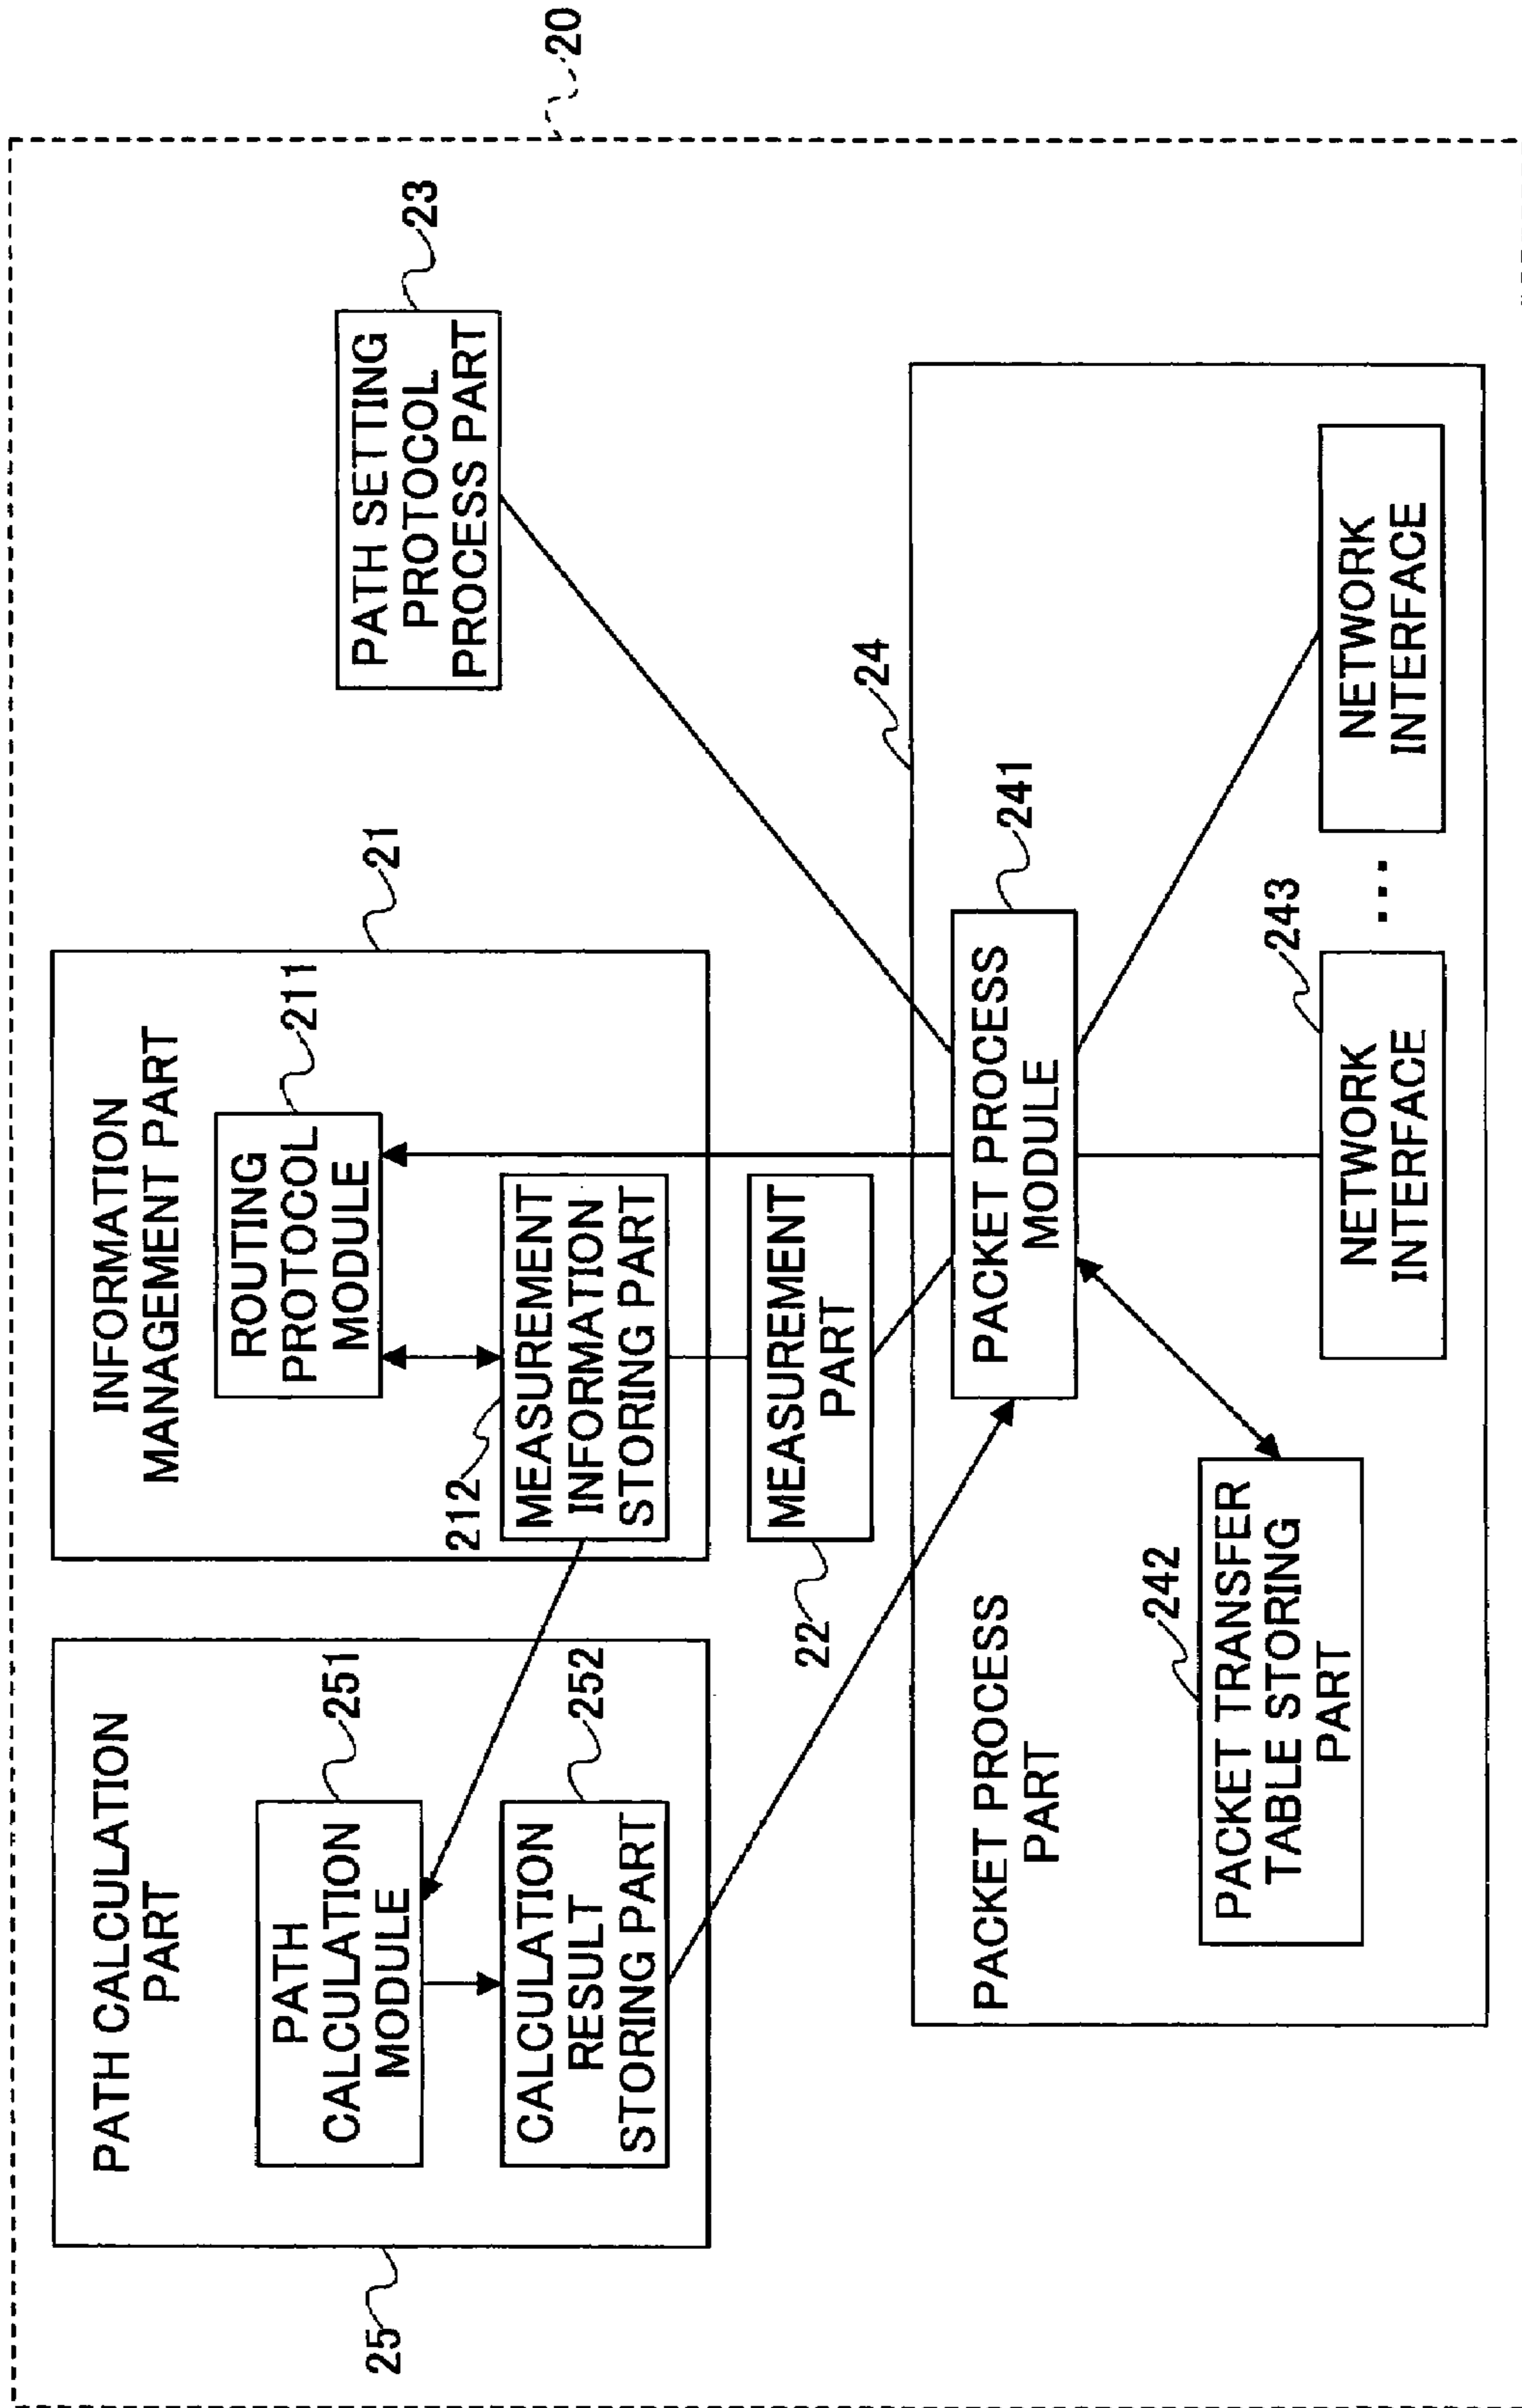 20
PATH CALCULATION
PART
25
PATH
CALCULATION
MODULE
251
CALCULATION
RESULT
STORING PART
252
INFORMATION
MANAGEMENT PART
21
ROUTING
PROTOCOL
MODULE
211
212
MEASUREMENT
INFORMATION
STORING PART
MEASUREMENT
PART
22
PATH SETTING
PROTOCOL
PROCESS PART
23
24
PACKET PROCESS
PART
PACKET PROCESS
MODULE
241
242
PACKET TRANSFER
TABLE STORING
PART
243
NETWORK
INTERFACE
...
NETWORK
INTERFACE